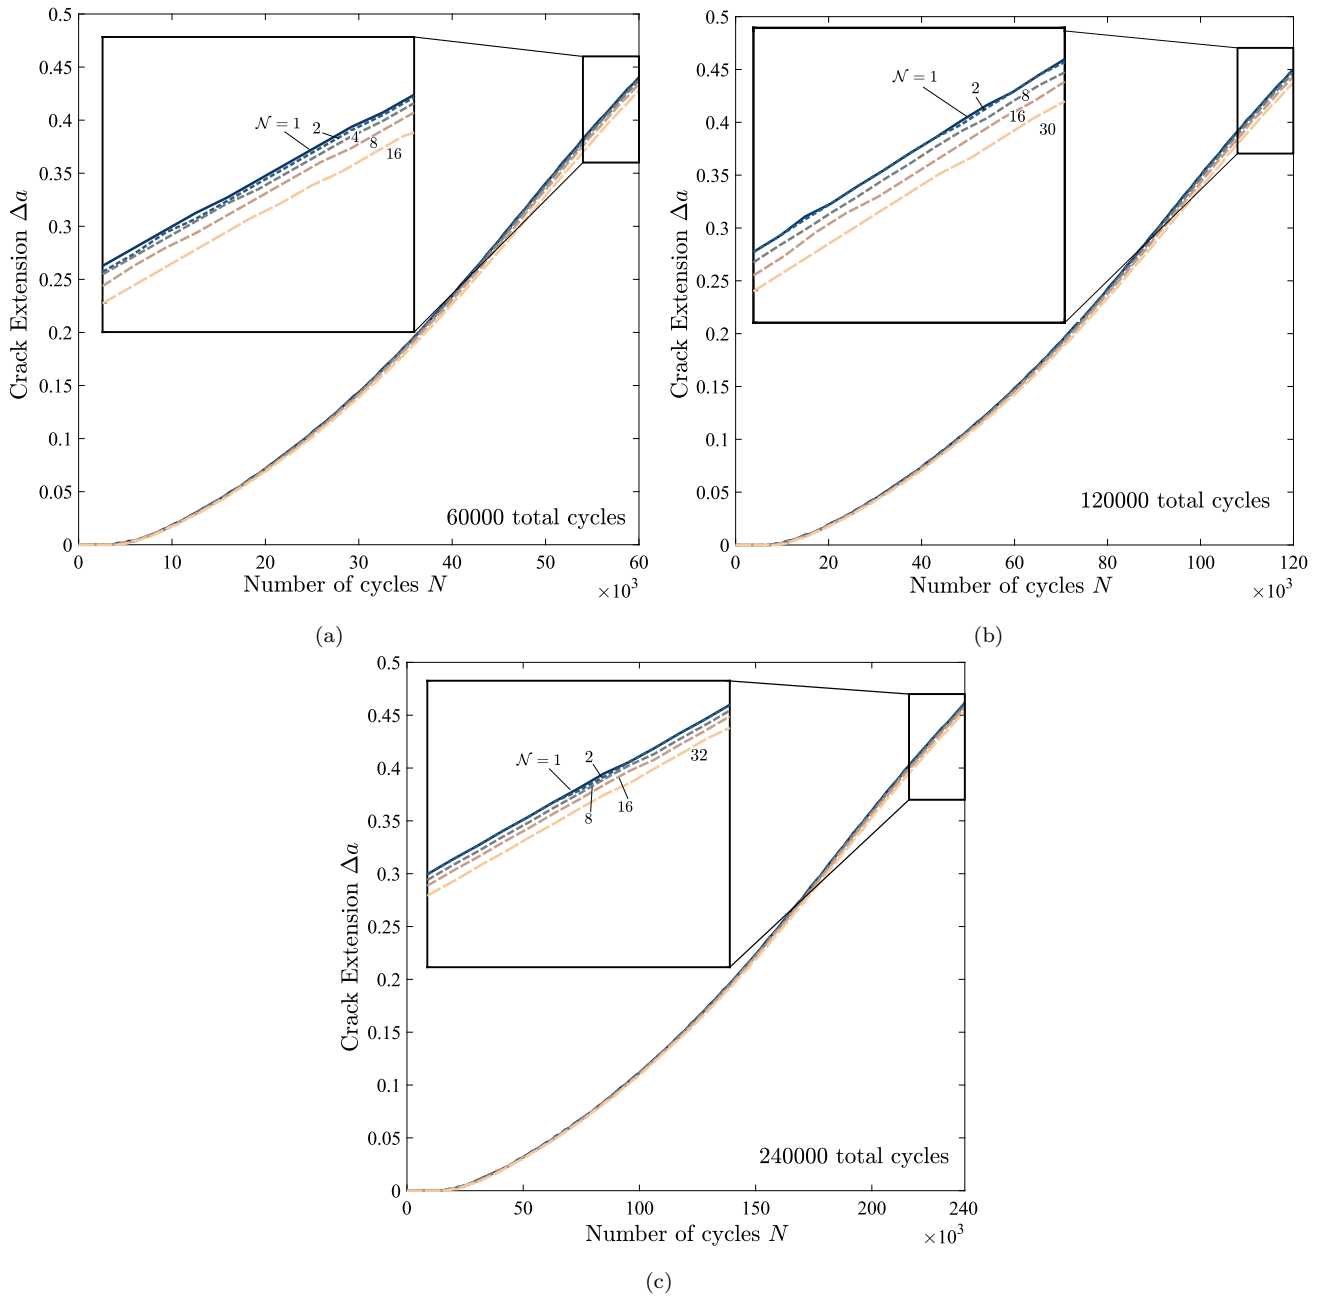 0.5
0.45
0.4
0.35
0.3
0.25
0.2
0.15
0.1
0.05
0
Crack Extension Δa
𝒩 = 1
2
4
8
16
60000 total cycles
0 10 20 30 40 50 60
Number of cycles N
×10³
(a)
0.5
0.45
0.4
0.35
0.3
0.25
0.2
0.15
0.1
0.05
0
Crack Extension Δa
𝒩 = 1
2
8
16
30
120000 total cycles
0 20 40 60 80 100 120
Number of cycles N
×10³
(b)
0.5
0.45
0.4
0.35
0.3
0.25
0.2
0.15
0.1
0.05
0
Crack Extension Δa
𝒩 = 1
2
32
16
8
240000 total cycles
0 50 100 150 200 240
Number of cycles N
×10³
(c)